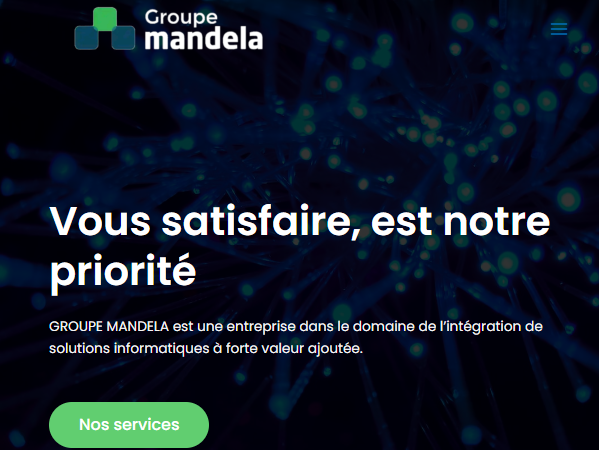 Groupe
mandela
Vous satisfaire, est notre
priorité
GROUPE MANDELA est une entreprise dans le domaine de l'intégration de
solutions informatiques à forte valeur ajoutée.
Nos services